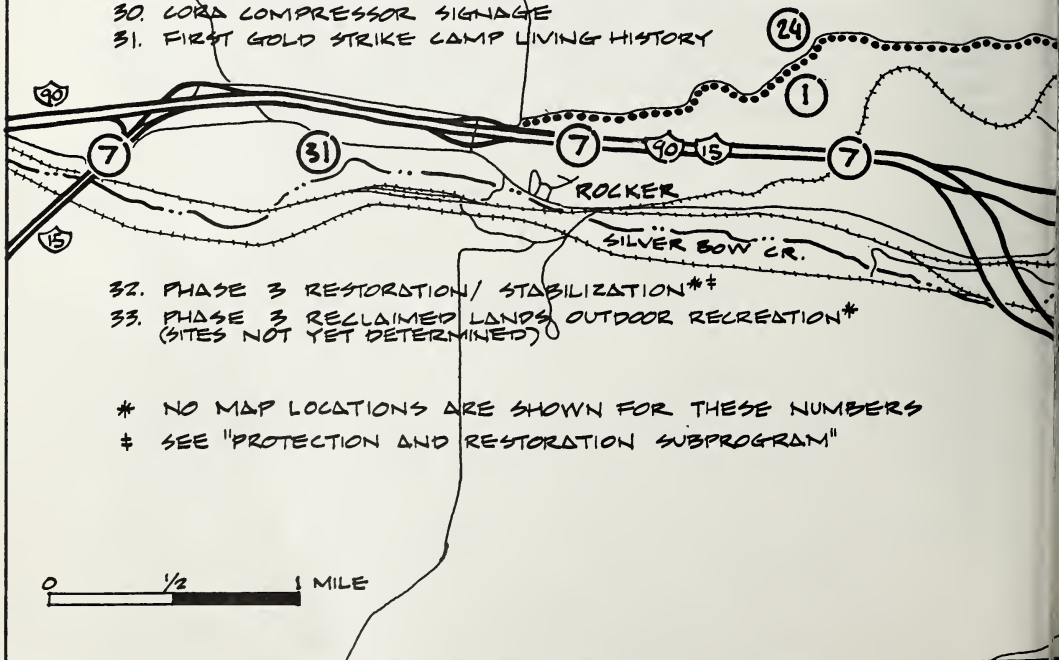 30. CORA COMPRESSOR SIGNAGE
31. FIRST GOLD STRIKE CAMP LIVING HISTORY
24
1
90
7
31
7
90
15
7
ROCKER
15
SILVER BOW CR.
32. PHASE 3 RESTORATION/ STABILIZATION*‡
33. PHASE 3 RECLAIMED LANDS OUTDOOR RECREATION*
(SITES NOT YET DETERMINED)
* NO MAP LOCATIONS ARE SHOWN FOR THESE NUMBERS
‡ SEE "PROTECTION AND RESTORATION SUBPROGRAM"
0 1/2 1 MILE